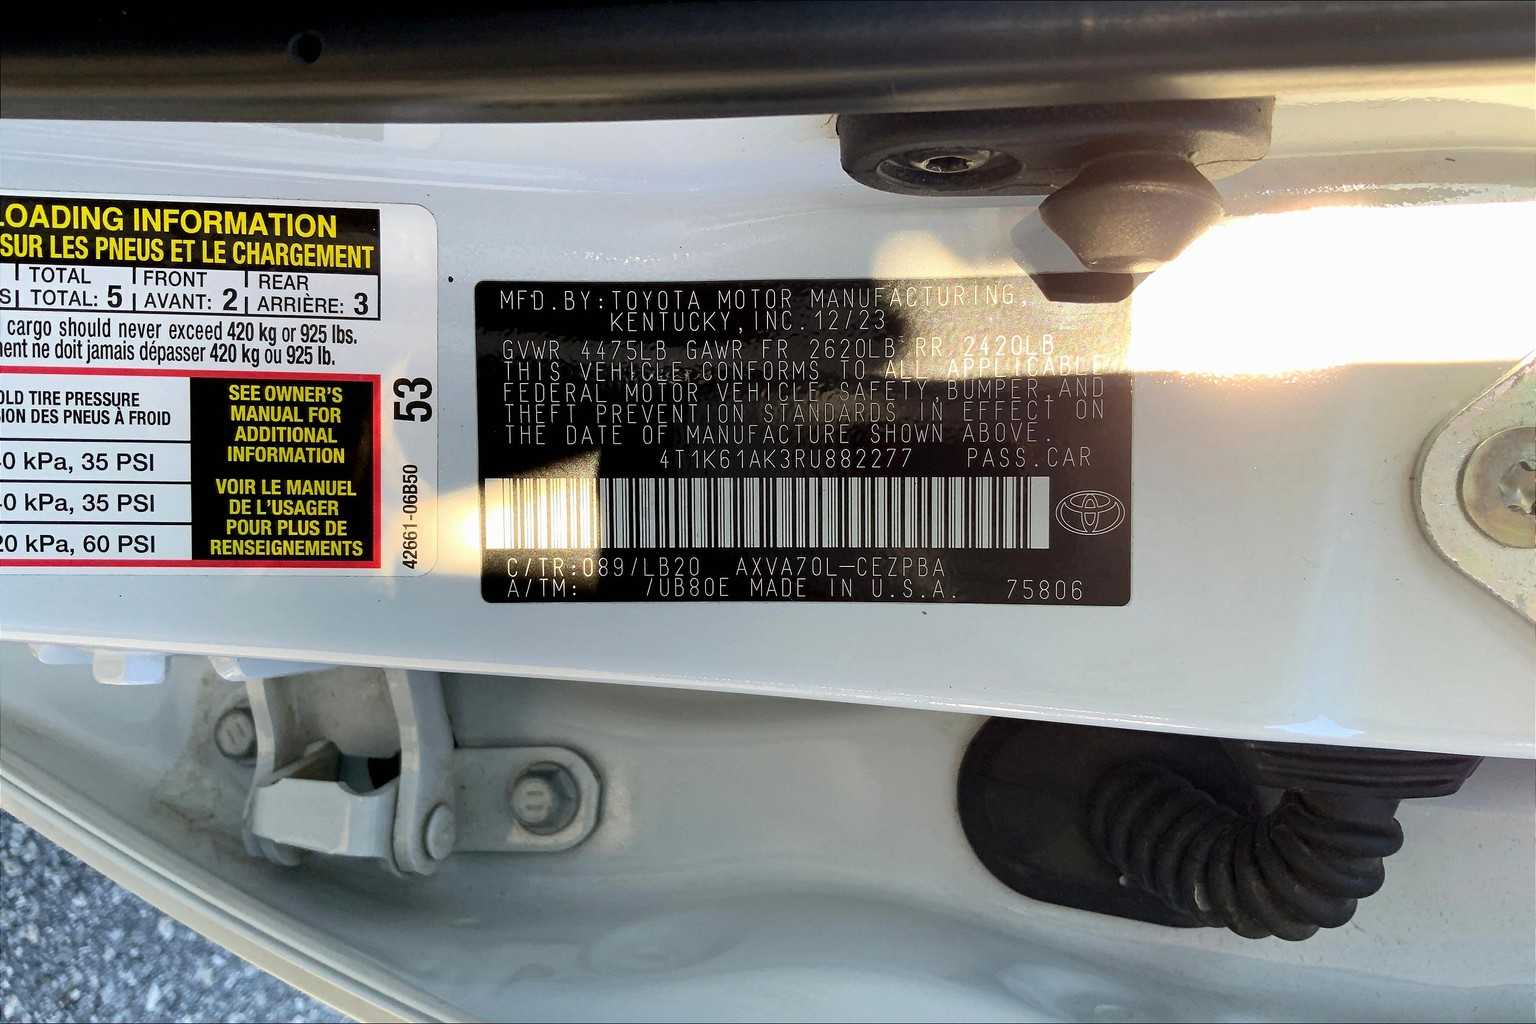 LOADING INFORMATION
SUR LES PNEUS ET LE CHARGEMENT
TOTAL FRONT REAR
TOTAL: 5 AVANT: 2 ARRIÈRE: 3
cargo should never exceed 420 kg or 925 lbs.
ne doit jamais dépasser 420 kg ou 925 lb.
TIRE PRESSURE
DES PNEUS À FROID
kPa, 35 PSI
kPa, 35 PSI
kPa, 60 PSI
SEE OWNER'S
MANUAL FOR
ADDITIONAL
INFORMATION
VOIR LE MANUEL
DE L'USAGER
POUR PLUS DE
RENSEIGNEMENTS
53
42661-06B50
MFD.BY:TOYOTA MOTOR MANUFACTURING,
KENTUCKY,INC.12/23
GVWR 4475LB GAWR FR 2620LB RR 2420LB
THIS VEHICLE CONFORMS TO ALL APPLICABLE
FEDERAL MOTOR VEHICLE SAFETY,BUMPER,AND
THEFT PREVENTION STANDARDS IN EFFECT ON
THE DATE OF MANUFACTURE SHOWN ABOVE.
4T1K61AK3RU882277 PASS.CAR
C/TR:089/LB20 AXVA70L-CEZPBA
A/TM: /UB80E MADE IN U.S.A. 75806